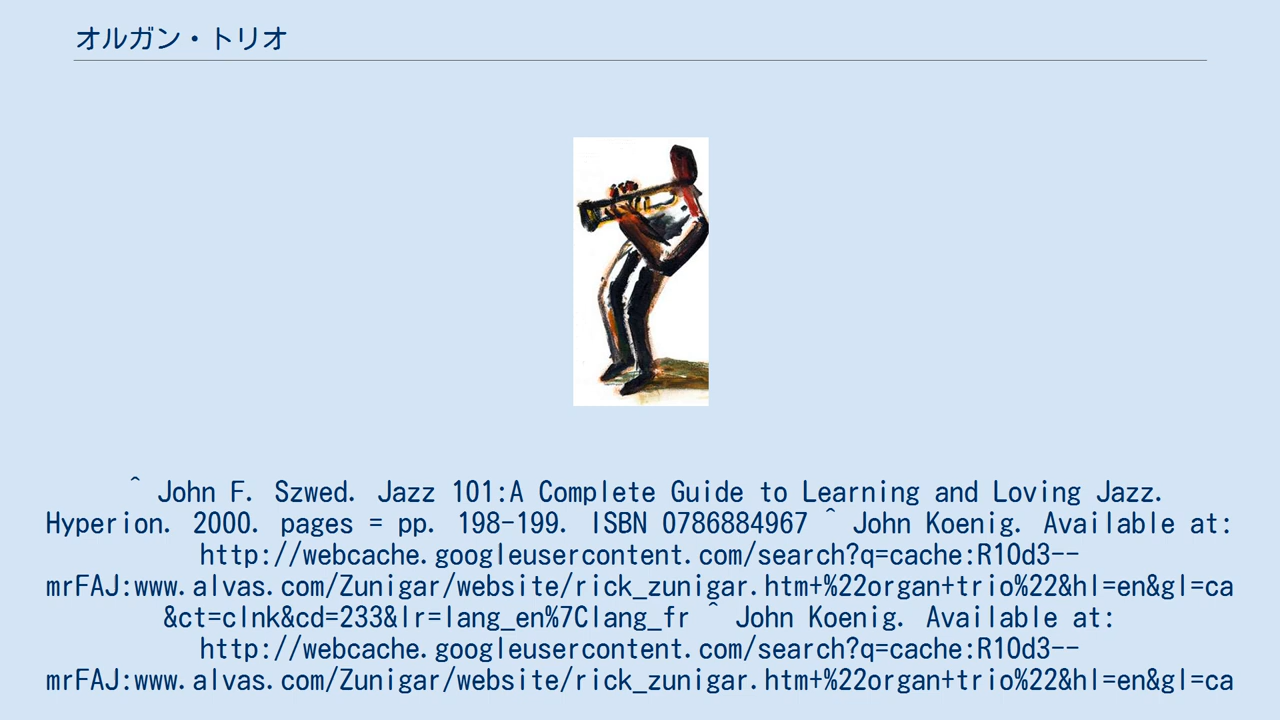 オルガン・トリオ
^ John F. Szwed. Jazz 101:A Complete Guide to Learning and Loving Jazz.
Hyperion. 2000. pages = pp. 198-199. ISBN 0786884967 ^ John Koenig. Available at:
http://webcache.googleusercontent.com/search?q=cache:R10d3--
mrFAJ:www.alvas.com/Zunigar/website/rick_zunigar.htm+%22organ+trio%22&hl=en&gl=ca
&ct=clnk&cd=233&lr=lang_en%7Clang_fr ^ John Koenig. Available at:
http://webcache.googleusercontent.com/search?q=cache:R10d3--
mrFAJ:www.alvas.com/Zunigar/website/rick_zunigar.htm+%22organ+trio%22&hl=en&gl=ca